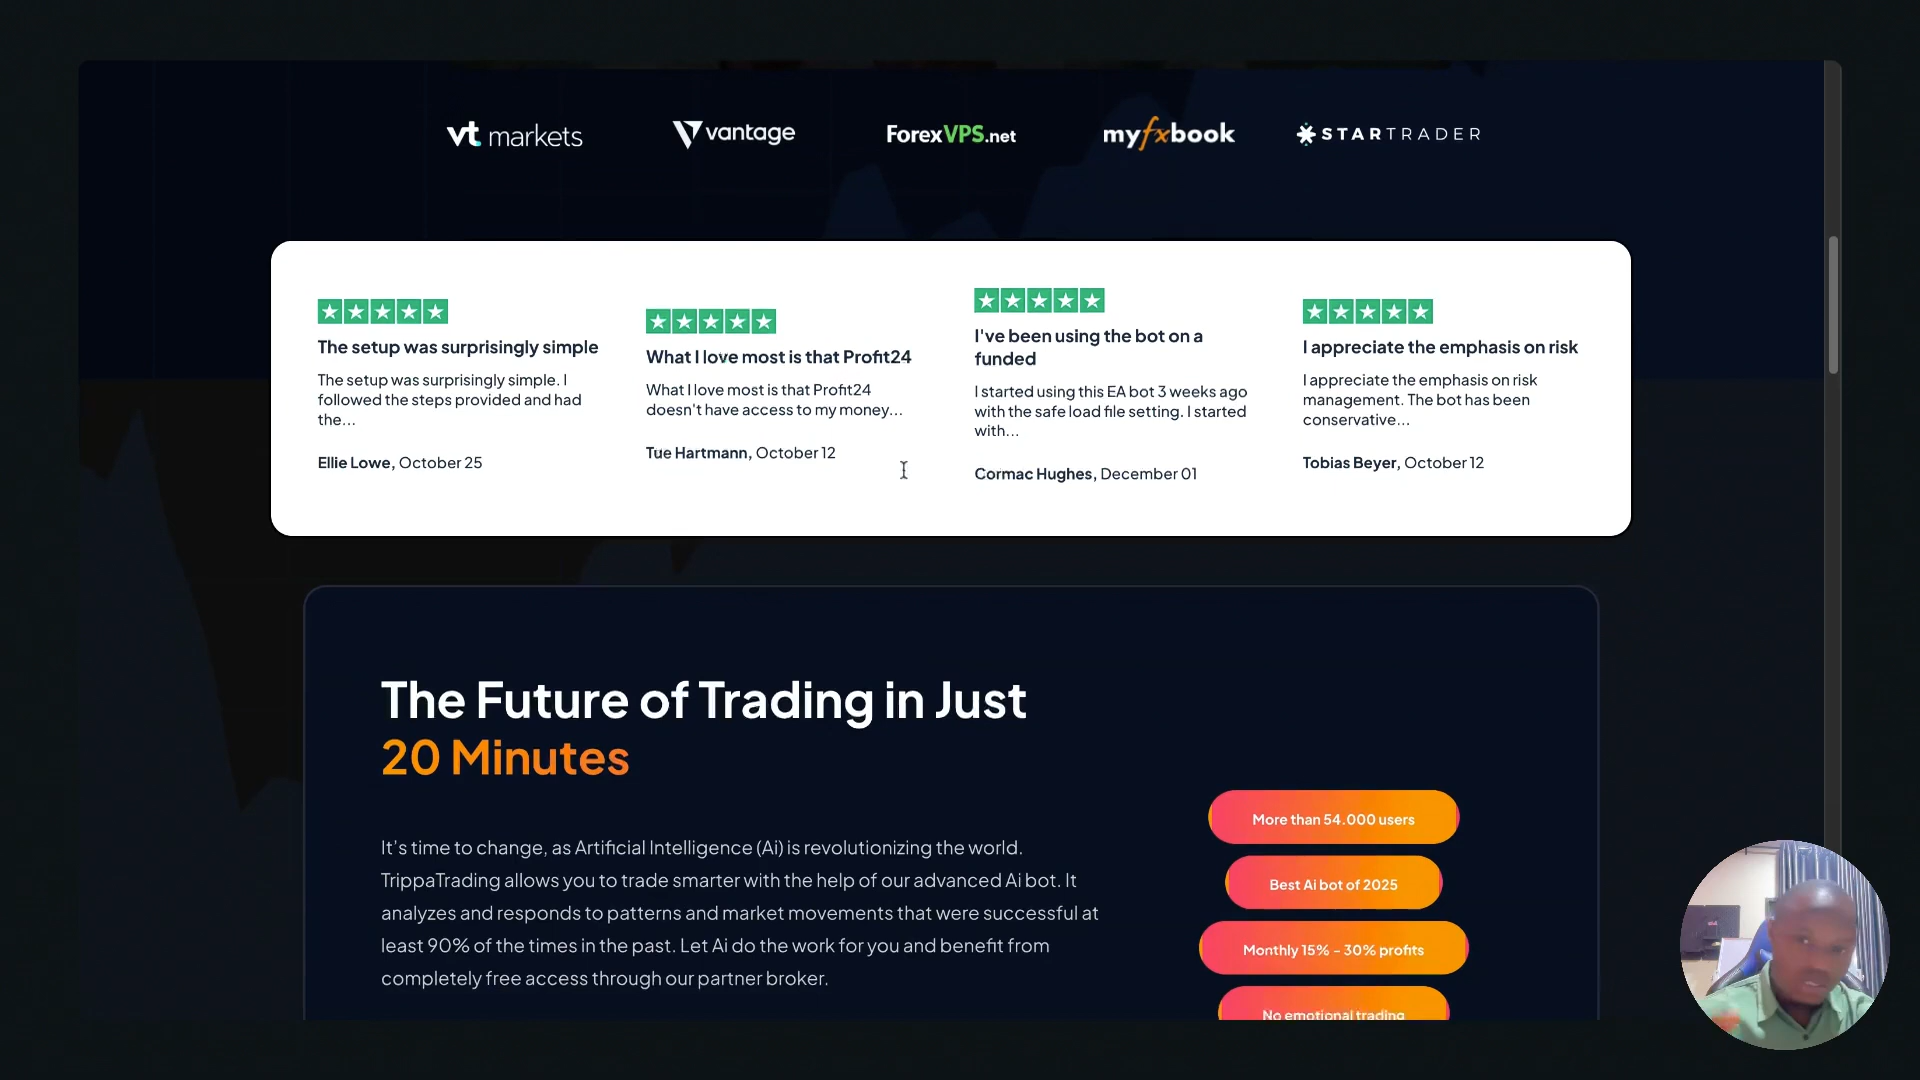 vt markets
vantage
ForexVPS.net
myfxbook
STARTRADER
The setup was surprisingly simple
The setup was surprisingly simple. I
followed the steps provided and had
the...
Ellie Lowe, October 25
What I love most is that Profit24
What I love most is that Profit24
doesn't have access to my money...
Tue Hartmann, October 12
I've been using the bot on a
funded
I started using this EA bot 3 weeks ago
with the safe load file setting. I started
with...
Cormac Hughes, December 01
I appreciate the emphasis on risk
I appreciate the emphasis on risk
management. The bot has been
conservative...
Tobias Beyer, October 12
The Future of Trading in Just
20 Minutes
It's time to change, as Artificial Intelligence (Ai) is revolutionizing the world.
TrippaTrading allows you to trade smarter with the help of our advanced Ai bot. It
analyzes and responds to patterns and market movements that were successful at
least 90% of the times in the past. Let Ai do the work for you and benefit from
completely free access through our partner broker.
More than 54.000 users
Best Ai bot of 2025
Monthly 15% - 30% profits
No emotional trading